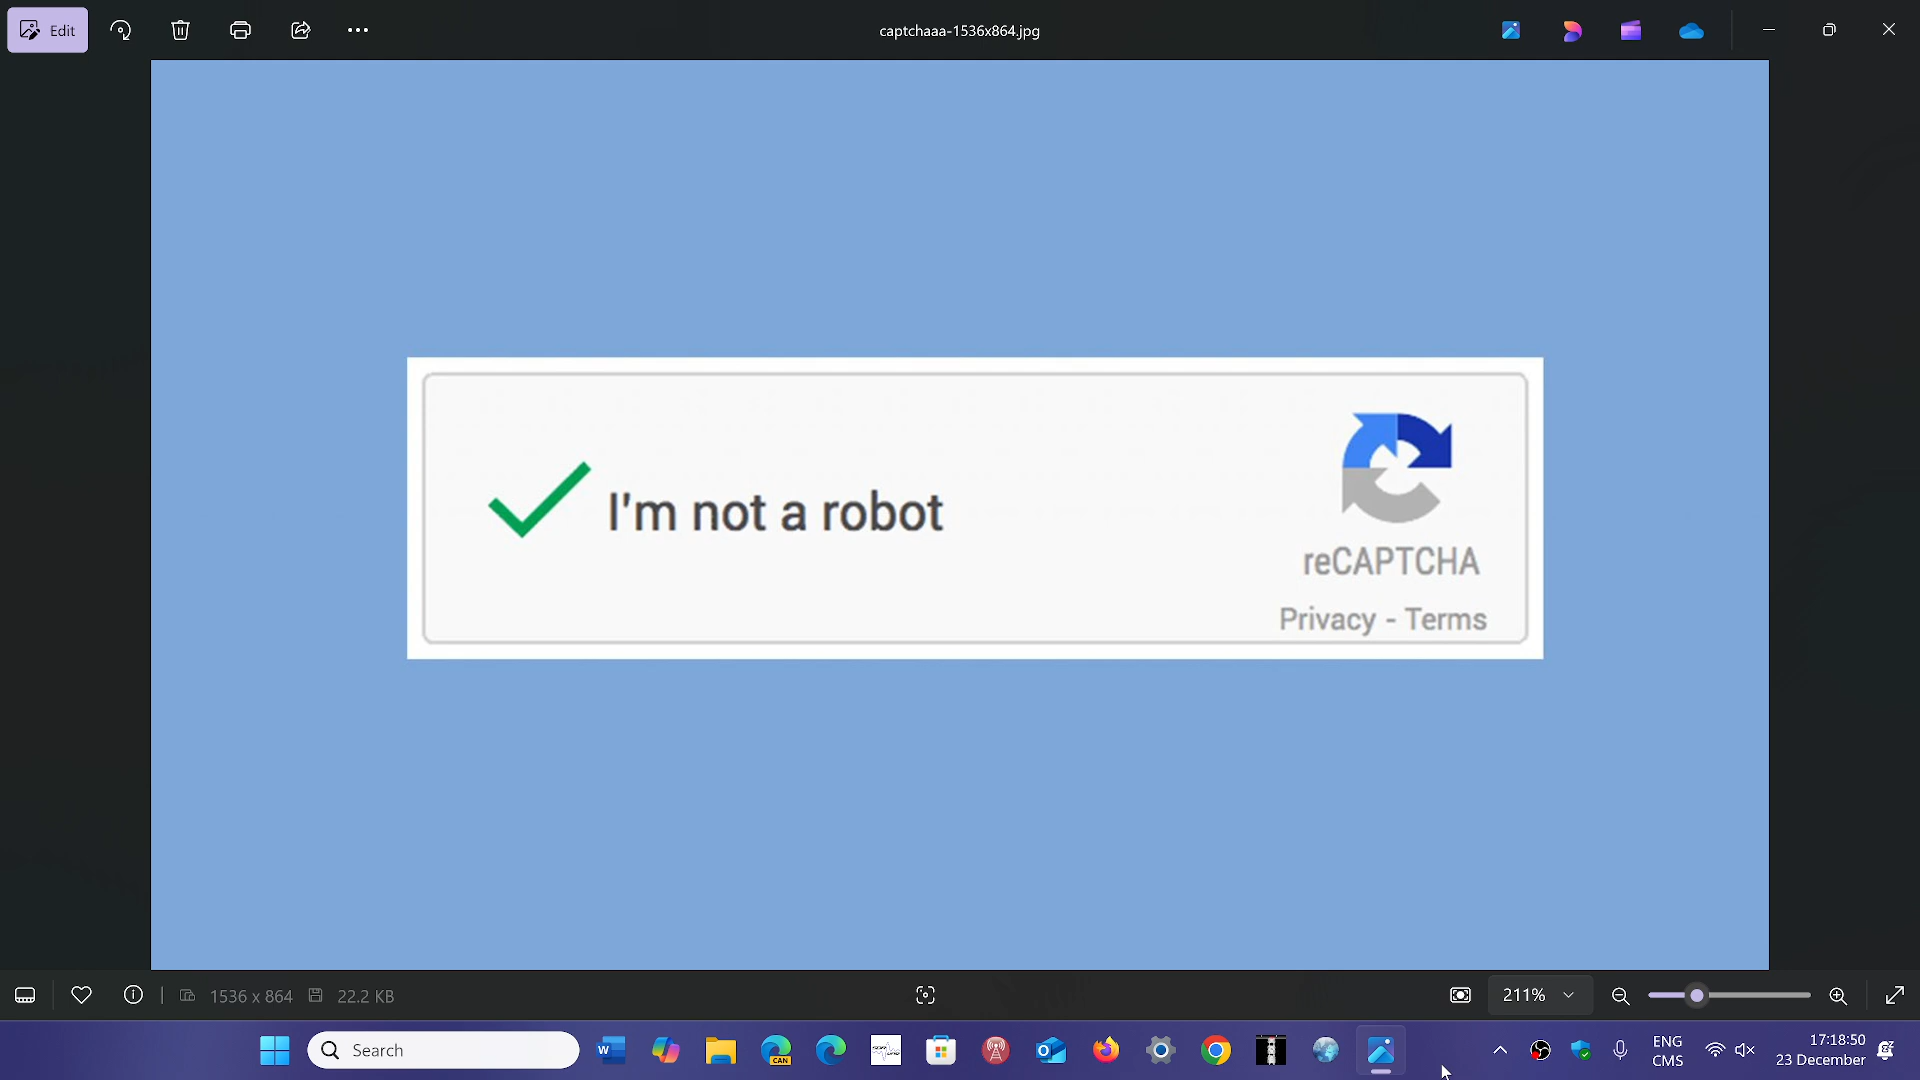 Edit
captchaaa-1536x864.jpg
I'm not a robot
reCAPTCHA
Privacy - Terms
1536 x 864
22.2 KB
211%
Search
CAN
ENG
CMS
17:18:50
23 December